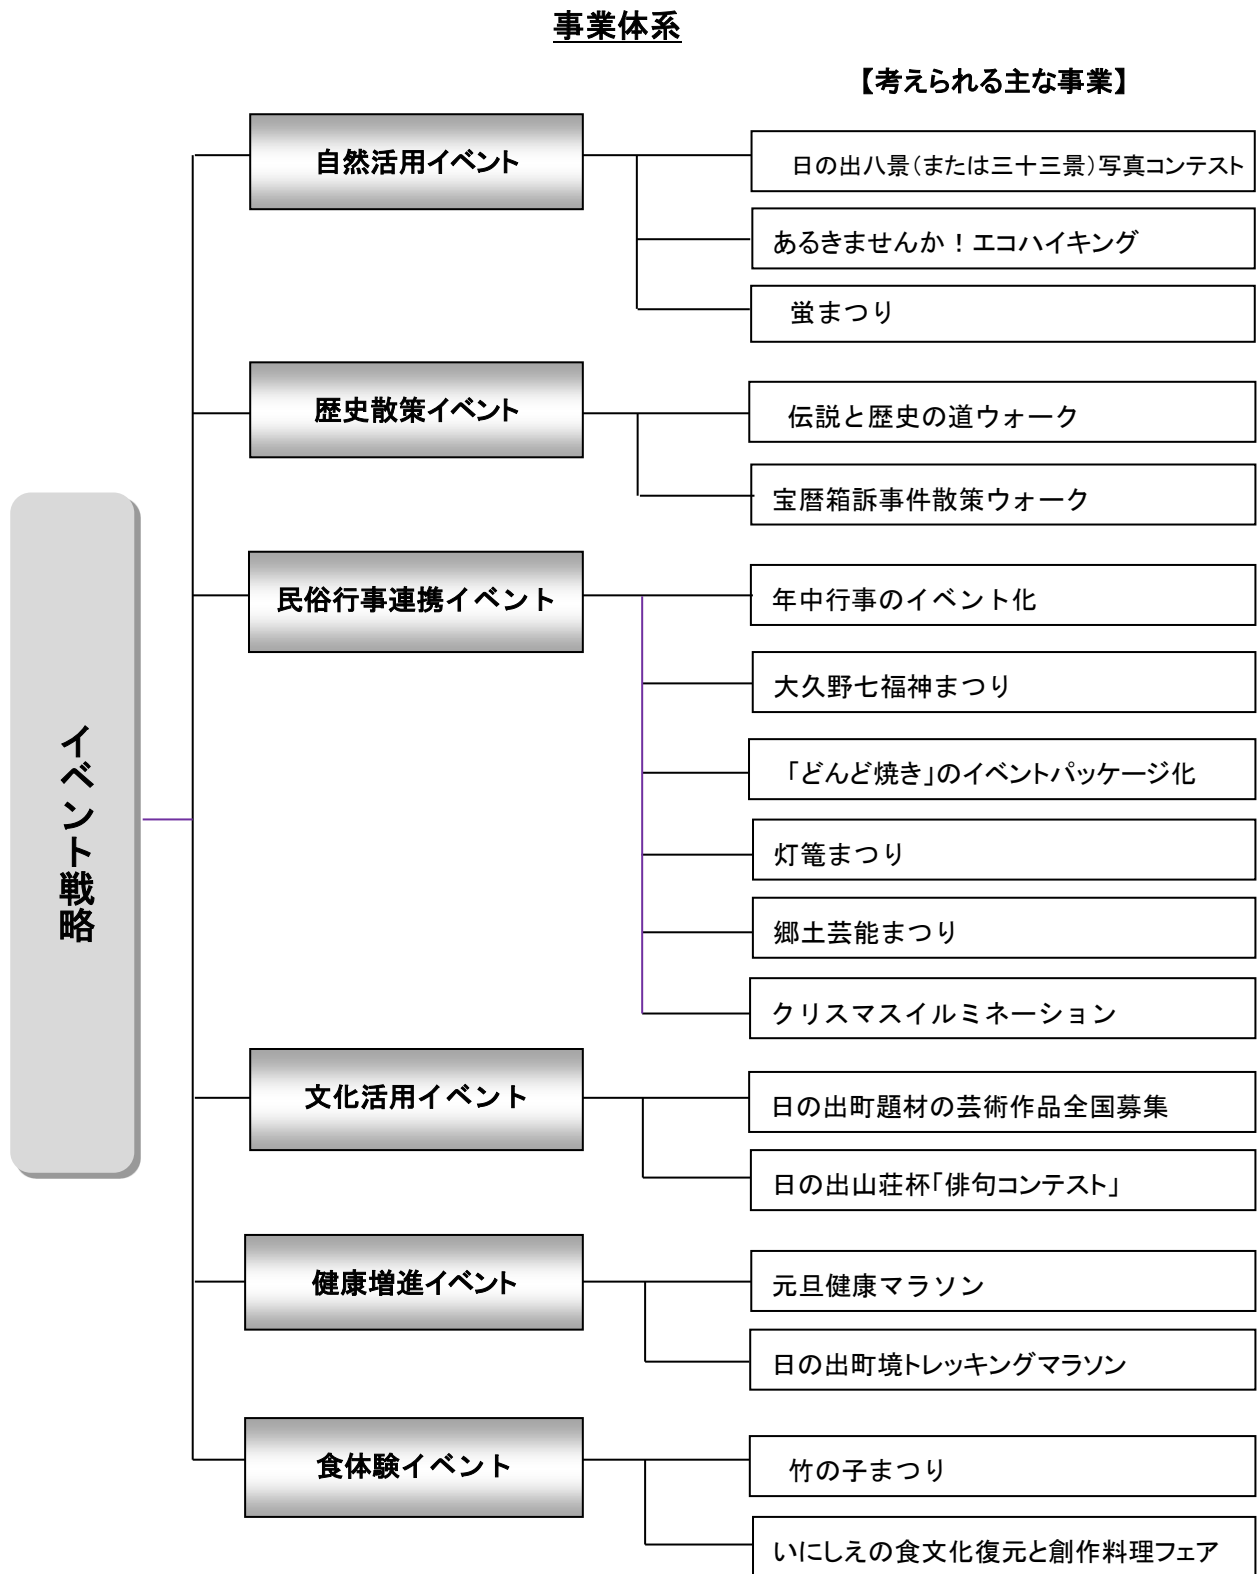 事業体系
【考えられる主な事業】
イベント戦略
自然活用イベント
日の出八景（または三十三景）写真コンテスト
あるきませんか！エコハイキング
蛍まつり
歴史散策イベント
伝説と歴史の道ウォーク
宝暦箱訴事件散策ウォーク
民俗行事連携イベント
年中行事のイベント化
大久野七福神まつり
「どんど焼き」のイベントパッケージ化
灯篭まつり
郷土芸能まつり
クリスマスイルミネーション
文化活用イベント
日の出町題材の芸術作品全国募集
日の出山荘杯「俳句コンテスト」
健康増進イベント
元旦健康マラソン
日の出町境トレッキングマラソン
食体験イベント
竹の子まつり
いにしえの食文化復元と創作料理フェア